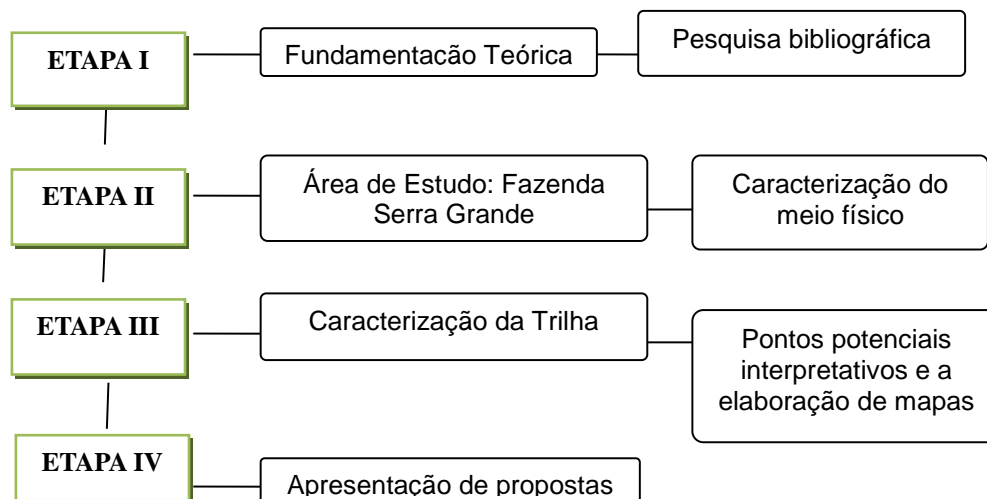 ETAPA I
Fundamentacão Teórica
Pesquisa bibliográfica
ETAPA II
Área de Estudo: Fazenda
Serra Grande
Caracterização do
meio físico
ETAPA III
Caracterização da Trilha
Pontos potenciais
interpretativos e a
elaboração de mapas
ETAPA IV
Apresentação de propostas